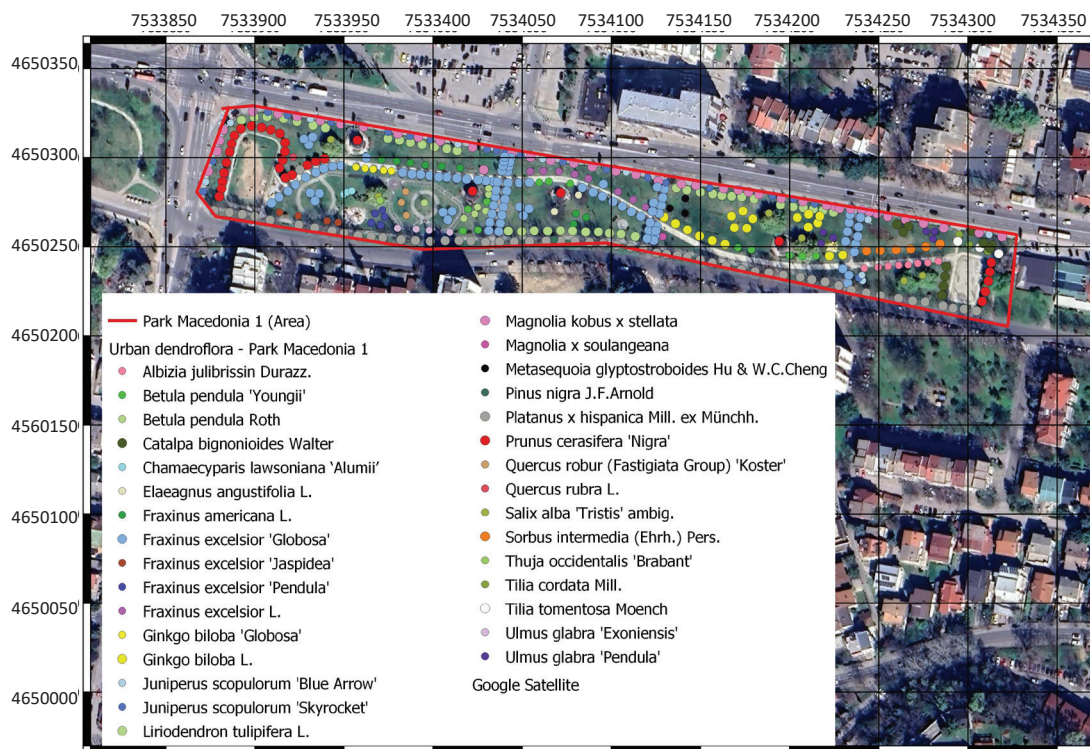 7533850 7533900 7533950 7534000 7534050 7534100 7534150 7534200 7534250 7534300 7534350
4650350
4650300
4650250
4650200
4560150
4650100
4650050
4650000
Park Macedonia 1 (Area)
Urban dendroflora - Park Macedonia 1
Albizia julibrissin Durazz.
Betula pendula 'Youngii'
Betula pendula Roth
Catalpa bignonioides Walter
Chamaecyparis lawsoniana ‘Alumii’
Elaeagnus angustifolia L.
Fraxinus americana L.
Fraxinus excelsior 'Globosa'
Fraxinus excelsior 'Jaspidea'
Fraxinus excelsior 'Pendula'
Fraxinus excelsior L.
Ginkgo biloba 'Globosa'
Ginkgo biloba L.
Juniperus scopulorum 'Blue Arrow'
Juniperus scopulorum 'Skyrocket'
Liriodendron tulipifera L.
Magnolia kobus x stellata
Magnolia x soulangeana
Metasequoia glyptostroboides Hu & W.C.Cheng
Pinus nigra J.F.Arnold
Platanus x hispanica Mill. ex Münchh.
Prunus cerasifera 'Nigra'
Quercus robur (Fastigiata Group) 'Koster'
Quercus rubra L.
Salix alba 'Tristis' ambig.
Sorbus intermedia (Ehrh.) Pers.
Thuja occidentalis 'Brabant'
Tilia cordata Mill.
Tilia tomentosa Moench
Ulmus glabra 'Exoniensis'
Ulmus glabra 'Pendula'
Google Satellite